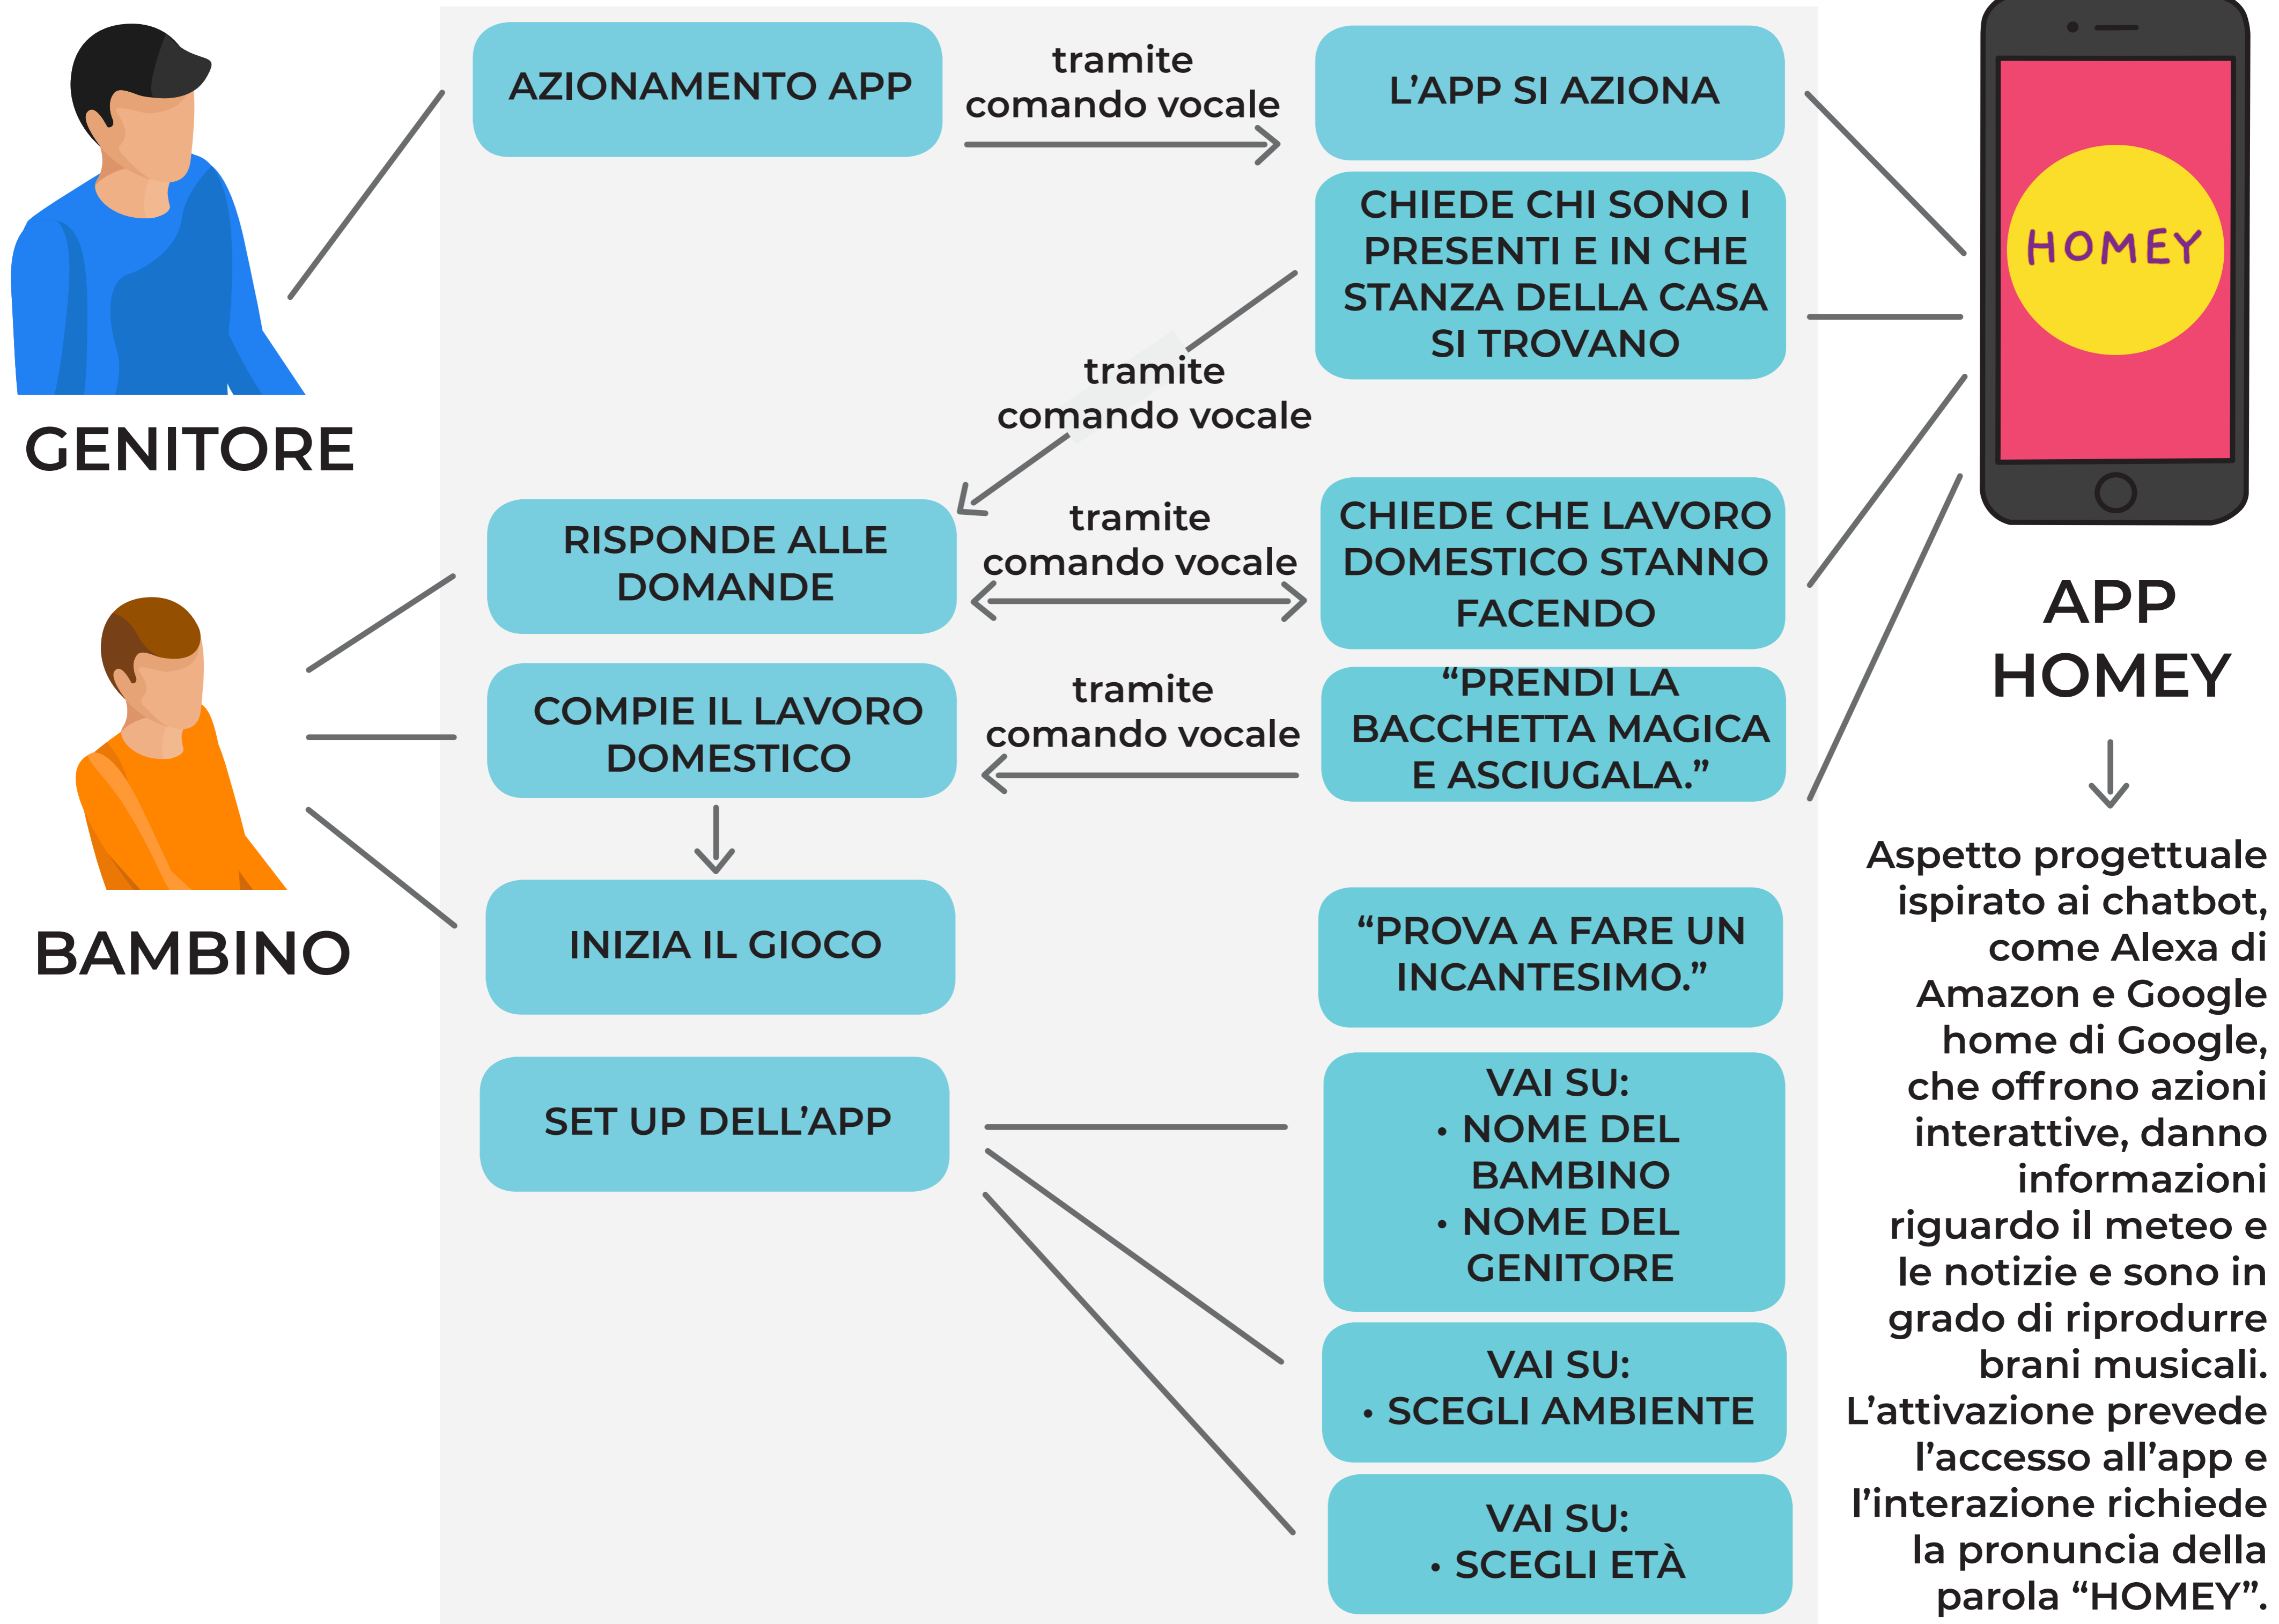 GENITORE
BAMBINO
AZIONAMENTO APP
tramite
comando vocale
L’APP SI AZIONA
CHIEDE CHI SONO I
PRESENTI E IN CHE
STANZA DELLA CASA
SI TROVANO
tramite
comando vocale
RISPONDE ALLE
DOMANDE
tramite
comando vocale
CHIEDE CHE LAVORO
DOMESTICO STANNO
FACENDO
COMPIE IL LAVORO
DOMESTICO
tramite
comando vocale
“PRENDI LA
BACCHETTA MAGICA
E ASCIUGALA.”
INIZIA IL GIOCO
“PROVA A FARE UN
INCANTESIMO.”
SET UP DELL’APP
VAI SU:
• NOME DEL
BAMBINO
• NOME DEL
GENITORE
VAI SU:
• SCEGLI AMBIENTE
VAI SU:
• SCEGLI ETÀ
HOMEY
APP
HOMEY
Aspetto progettuale
ispirato ai chatbot,
come Alexa di
Amazon e Google
home di Google,
che offrono azioni
interattive, danno
informazioni
riguardo il meteo e
le notizie e sono in
grado di riprodurre
brani musicali.
L’attivazione prevede
l’accesso all’app e
l’interazione richiede
la pronuncia della
parola “HOMEY”.